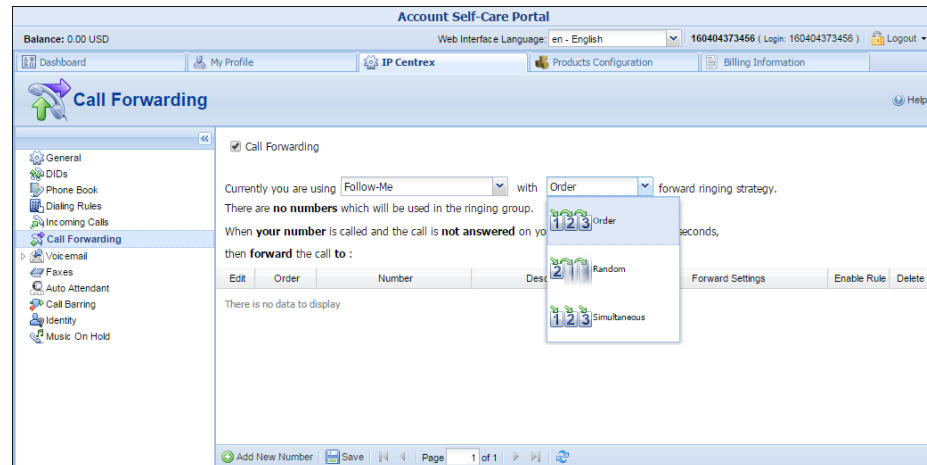 Account Self-Care Portal
Balance: 0.00 USD Web Interface Language: en - English 160404373456 ( Login: 160404373456 ) Logout
Dashboard My Profile IP Centrex Products Configuration Billing Information
Call Forwarding Help
General
DIDs
Phone Book
Dialing Rules
Incoming Calls
Call Forwarding
Voicemail
Faxes
Auto Attendant
Call Barring
Identity
Music On Hold
Call Forwarding
Currently you are using Follow-Me with Order forward ringing strategy.
There are no numbers which will be used in the ringing group.
When your number is called and the call is not answered on yo seconds,
then forward the call to :
Order
Random
Simultaneous
Edit Order Number Desc Forward Settings Enable Rule Delete
There is no data to display
Add New Number Save Page 1 of 1